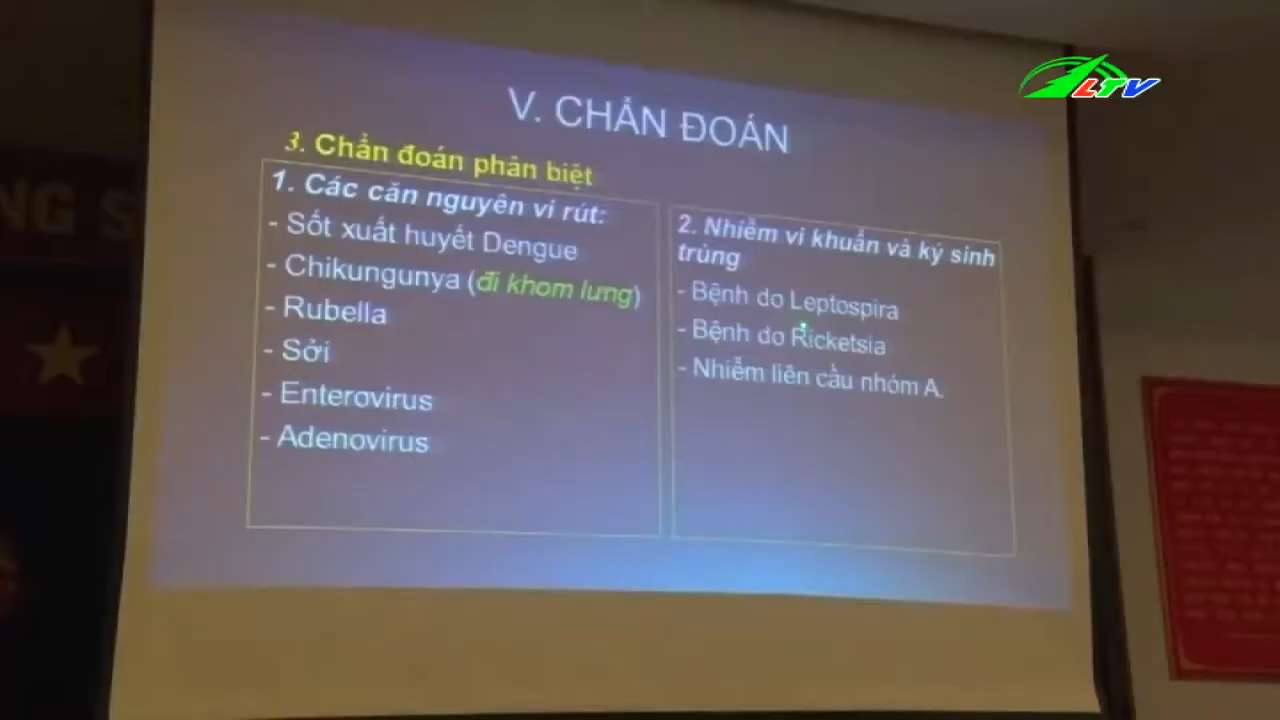 LTV
NG S
V. CHẨN ĐOÁN
3. Chẩn đoán phân biệt
1. Các căn nguyên vi rút:
- Sốt xuất huyết Dengue
- Chikungunya (đi khom lưng)
- Rubella
- Sởi
- Enterovirus
- Adenovirus
2. Nhiễm vi khuẩn và ký sinh
trùng
- Bệnh do Leptospira
- Bệnh do Ricketsia
- Nhiễm liên cầu nhóm A.